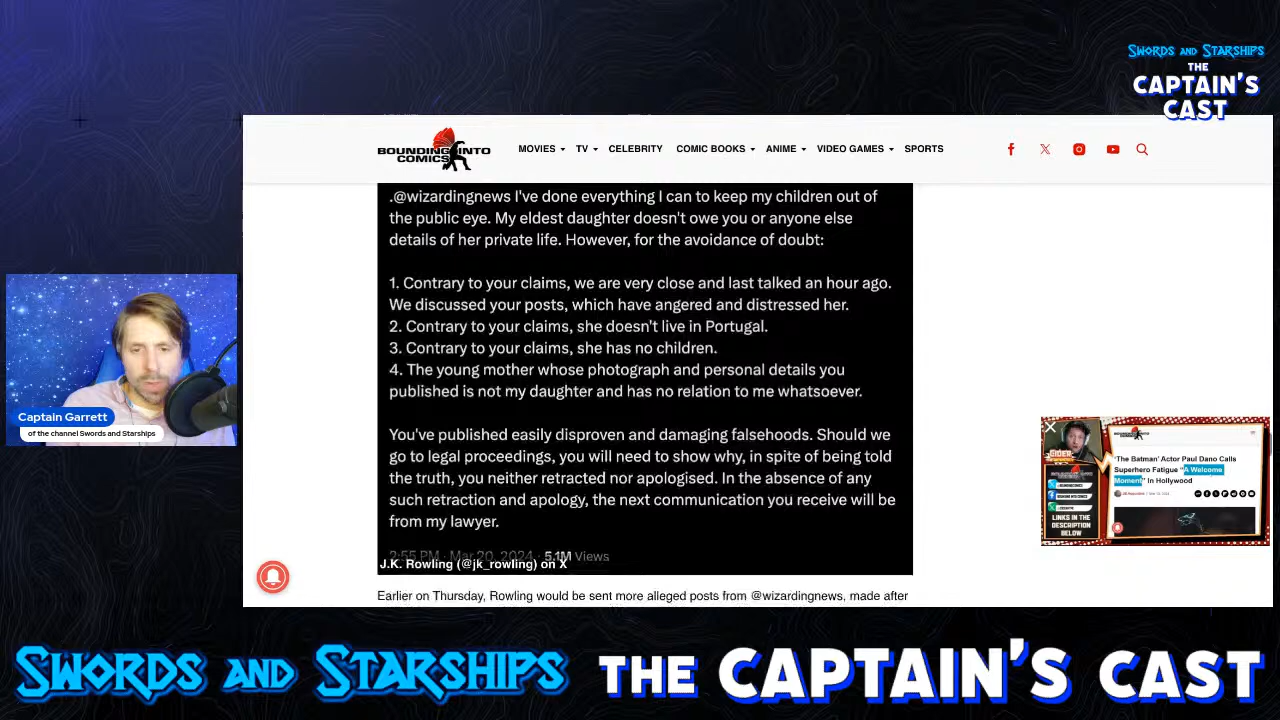 SWORDS AND STARSHIPS
THE
CAPTAIN'S
CAST
BOUNDING INTO
COMICS
MOVIES
TV
CELEBRITY
COMIC BOOKS
ANIME
VIDEO GAMES
SPORTS
.@wizardingnews I've done everything I can to keep my children out of
the public eye. My eldest daughter doesn't owe you or anyone else
details of her private life. However, for the avoidance of doubt:
1. Contrary to your claims, we are very close and last talked an hour ago.
We discussed your posts, which have angered and distressed her.
2. Contrary to your claims, she doesn't live in Portugal.
3. Contrary to your claims, she has no children.
4. The young mother whose photograph and personal details you
published is not my daughter and has no relation to me whatsoever.
You've published easily disproven and damaging falsehoods. Should we
go to legal proceedings, you will need to show why, in spite of being told
the truth, you neither retracted nor apologised. In the absence of any
such retraction and apology, the next communication you receive will be
from my lawyer.
2:55 PM · Mar 20, 2024 · 5.1M Views
J.K. Rowling (@jk_rowling) on X
Earlier on Thursday, Rowling would be sent more alleged posts from @wizardingnews, made after
Captain Garrett
of the channel Swords and Starships
'The Batman' Actor Paul Dano Calls
Superhero Fatigue "A Welcome
Moment" In Hollywood
LINKS IN THE
DESCRIPTION
BELOW
SWORDS AND STARSHIPS THE CAPTAIN'S CAST